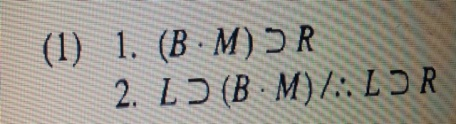 (1) 1. (B · M) ⊃ R
2. L ⊃ (B · M) /∴ L ⊃ R